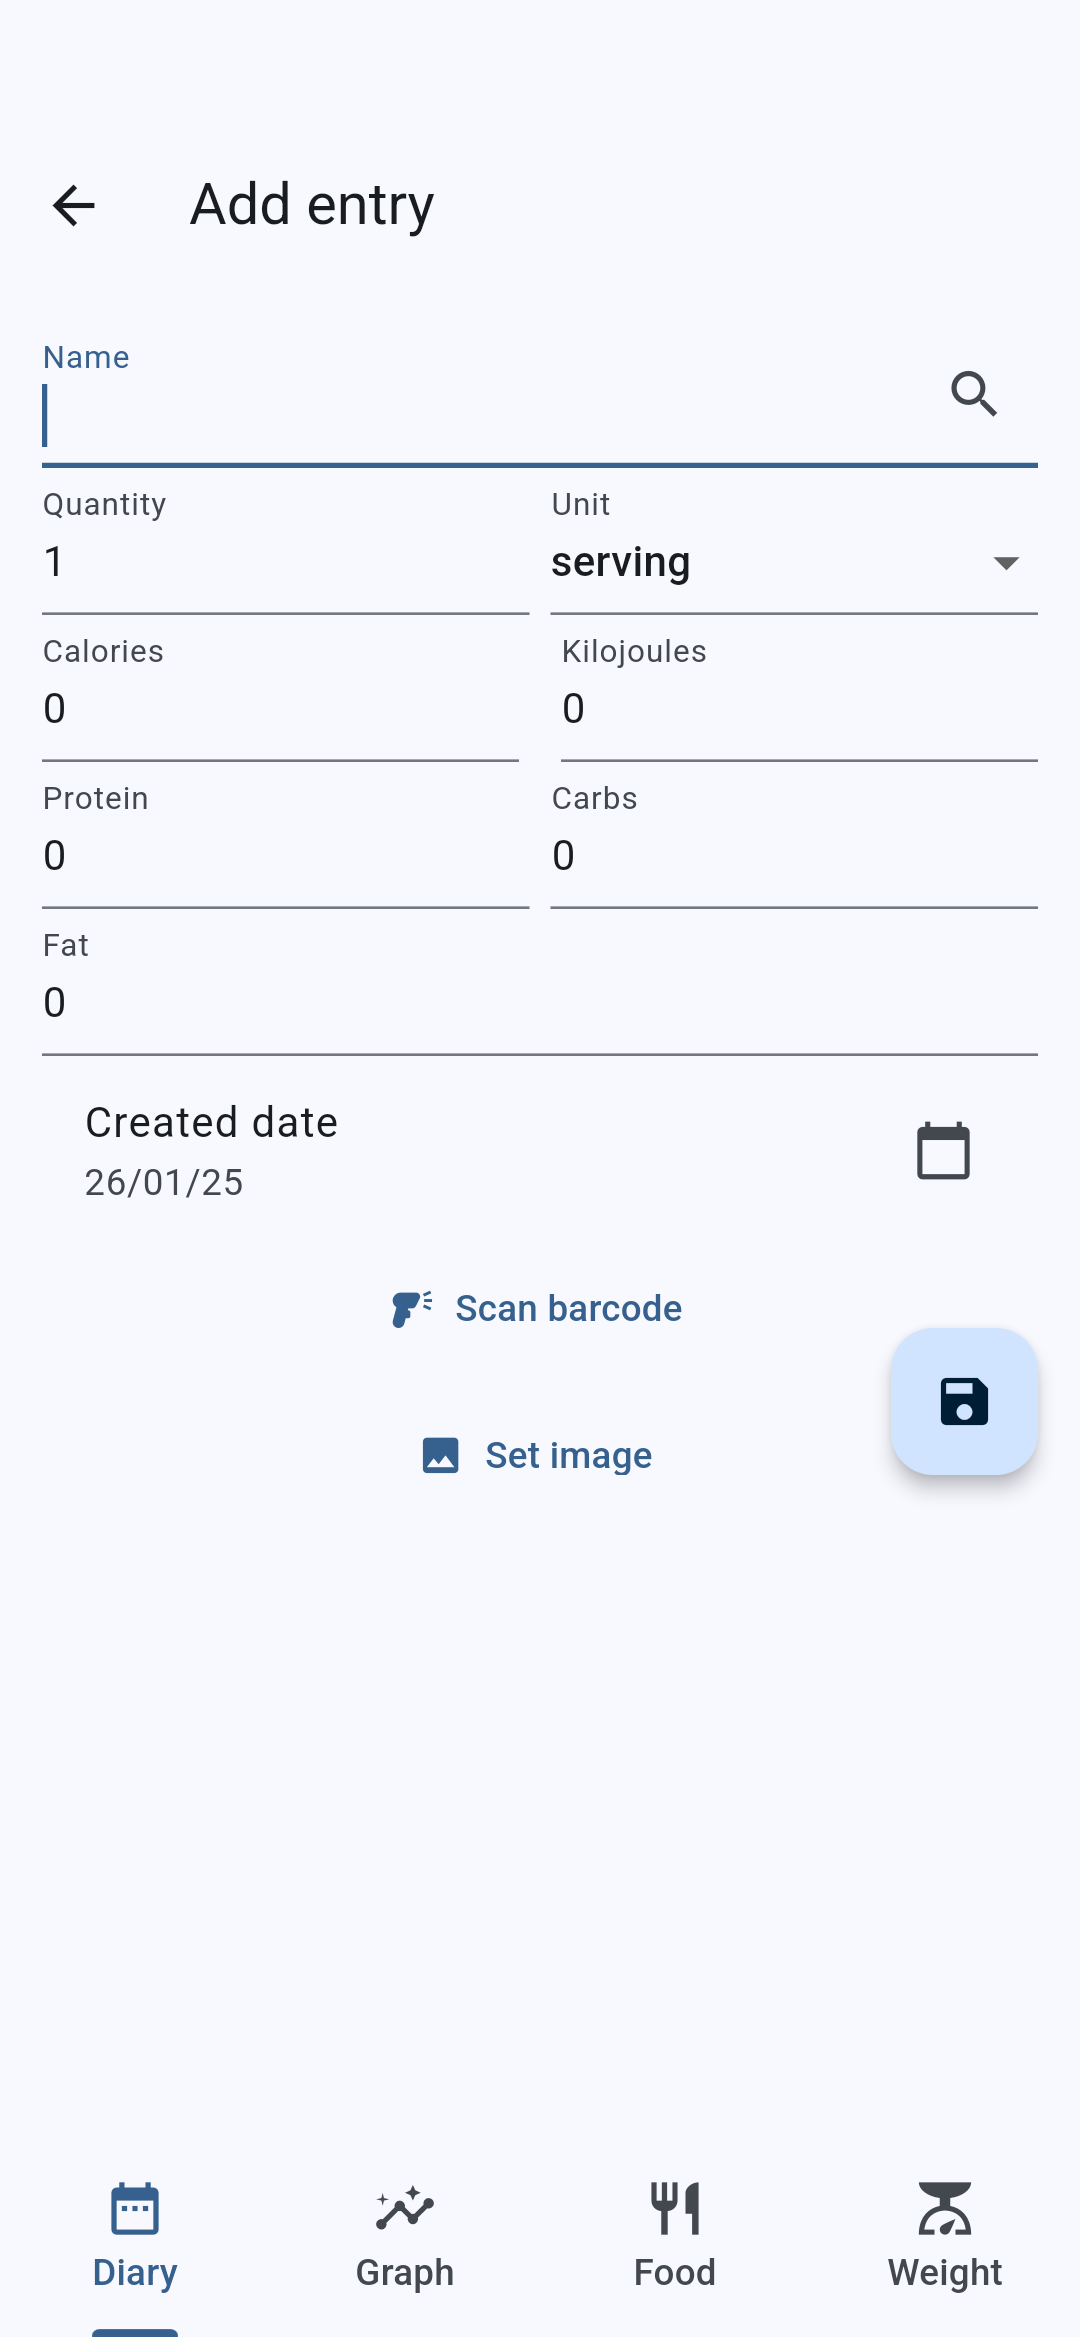 Add entry
Name
Quantity
1
Unit
serving
Calories
0
Kilojoules
0
Protein
0
Carbs
0
Fat
0
Created date
26/01/25
Scan barcode
Set image
Diary
Graph
Food
Weight